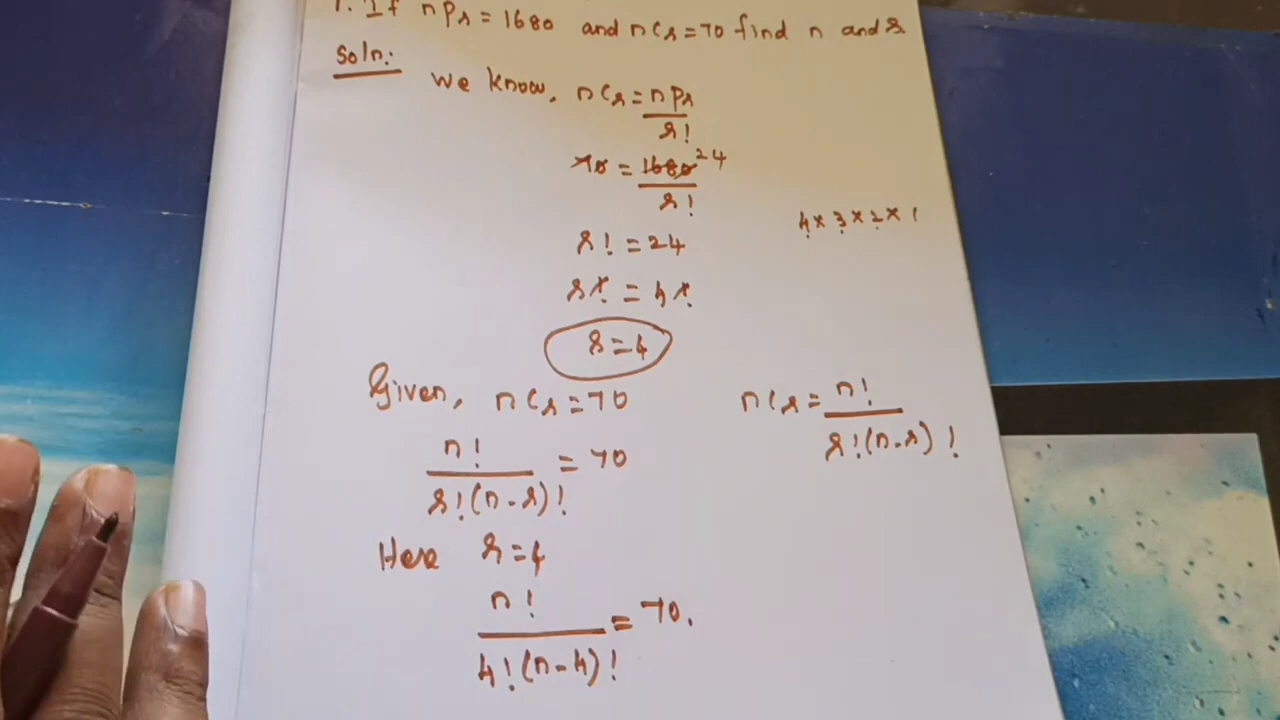 1. If nPr = 1680 and nCr = 70 find n and r.
Soln:
We know, nCr = nPr / r!
70 = 1680 24 / r!
4 × 3 × 2 × 1
r! = 24
r! = 4!
r = 4
Given, nCr = 70
nCr = n! / r!(n-r)!
n! / r!(n-r)! = 70
Here r = 4
n! / 4!(n-4)! = 70.